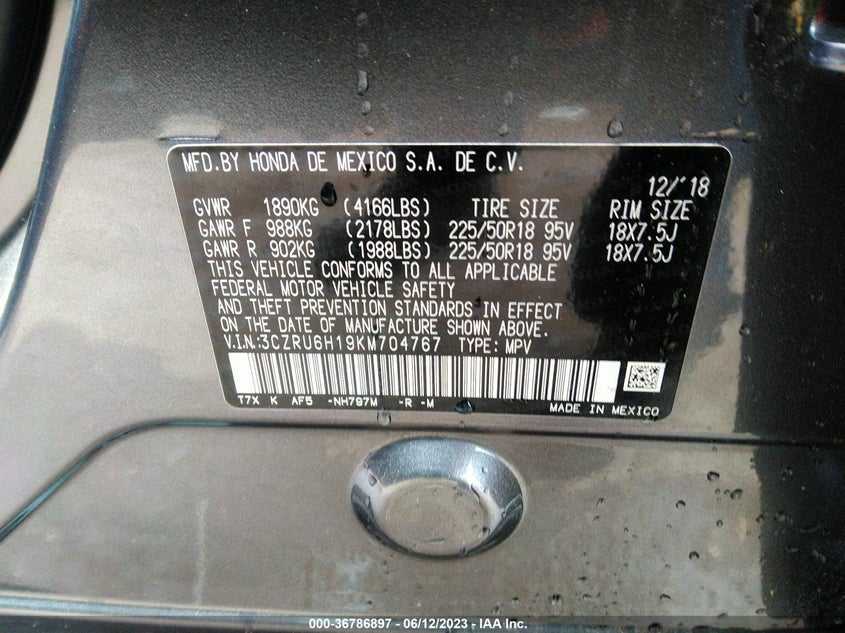 MFD.BY HONDA DE MEXICO S.A. DE C.V.
12/'18
GVWR 1890KG (4166LBS) TIRE SIZE RIM SIZE
GAWR F 988KG (2178LBS) 225/50R18 95V 18X7.5J
GAWR R 902KG (1988LBS) 225/50R18 95V 18X7.5J
THIS VEHICLE CONFORMS TO ALL APPLICABLE
FEDERAL MOTOR VEHICLE SAFETY
AND THEFT PREVENTION STANDARDS IN EFFECT
ON THE DATE OF MANUFACTURE SHOWN ABOVE.
V.I.N.:3CZRU6H19KM704767 TYPE: MPV
T7X K AF5 -NH797M -R -M MADE IN MEXICO
000-36786897 - 06/12/2023 - IAA Inc.